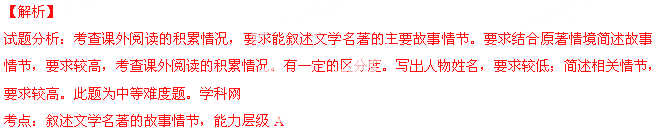 【解析】
试题分析：考查课外阅读的积累情况，要求能叙述文学名著的主要故事情节。要求结合原著情境简述故事
情节，要求较高，考查课外阅读的积累情况。有一定的区分度。写出人物姓名，要求较低；简述相关情节，
要求较高。此题为中等难度题。学科网
考点：叙述文学名著的故事情节，能力层级 A